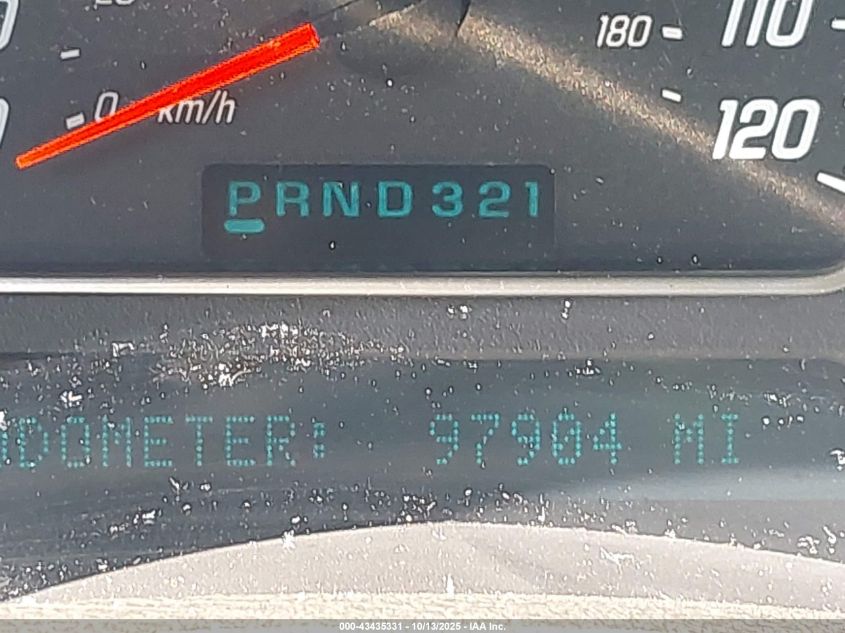 180 110
0 km/h 120
PRND321
ODOMETER: 97904 MI
000-43435331 - 10/13/2025 - IAA Inc.